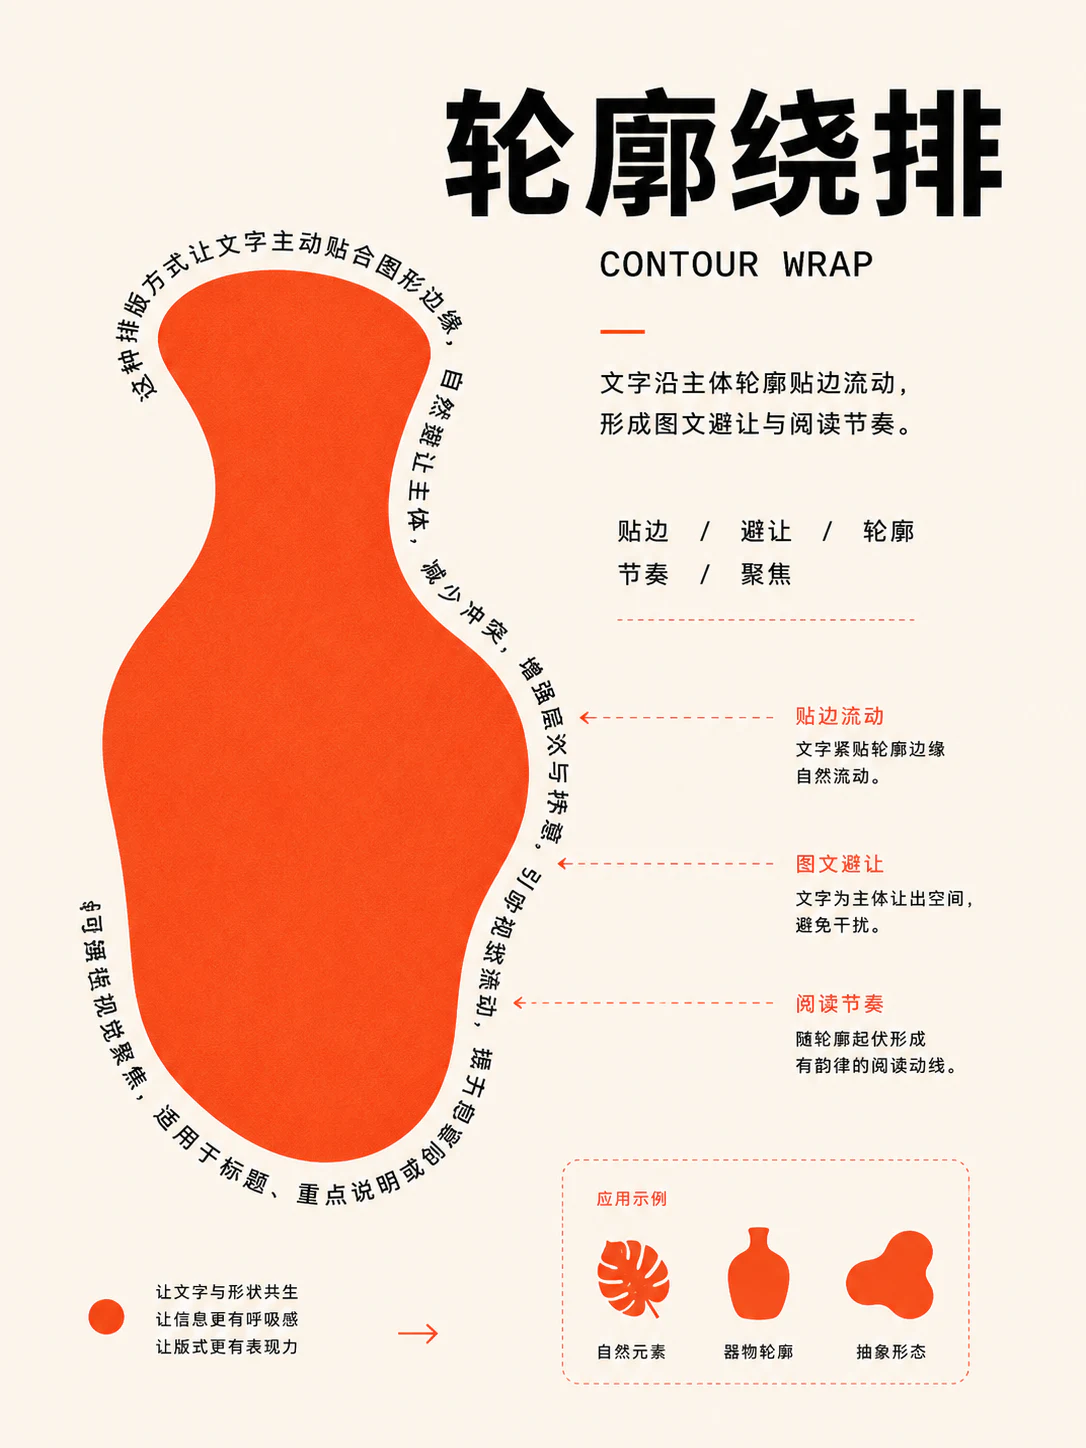 轮廓绕排
CONTOUR WRAP
文字沿主体轮廓贴边流动，
形成图文避让与阅读节奏。
贴边 / 避让 / 轮廓
节奏 / 聚焦
这种排版方式让文字主动贴合图形边缘，自然避让主体，减少冲突，增强层次与
引
视
流动，
视觉聚焦，适用于标题、重点说明或创
贴边流动
文字紧贴轮廓边缘
自然流动。
图文避让
文字为主体让出空间，
避免干扰。
阅读节奏
随轮廓起伏形成
有韵律的阅读动线。
应用示例
自然元素
器物轮廓
抽象形态
让文字与形状共生
让信息更有呼吸感
让版式更有表现力